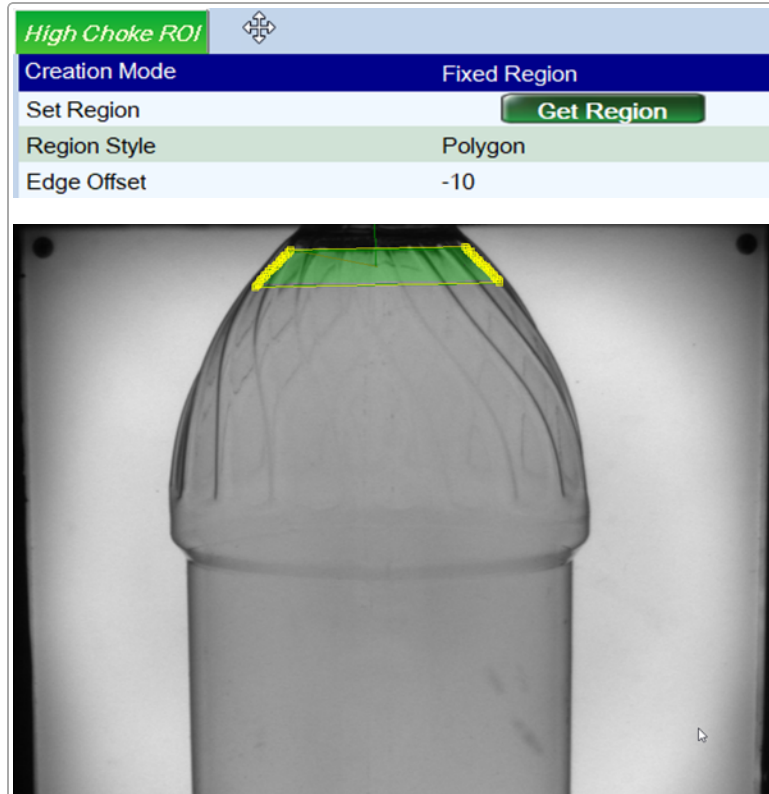 High Choke ROI
Creation Mode Fixed Region
Set Region Get Region
Region Style Polygon
Edge Offset -10